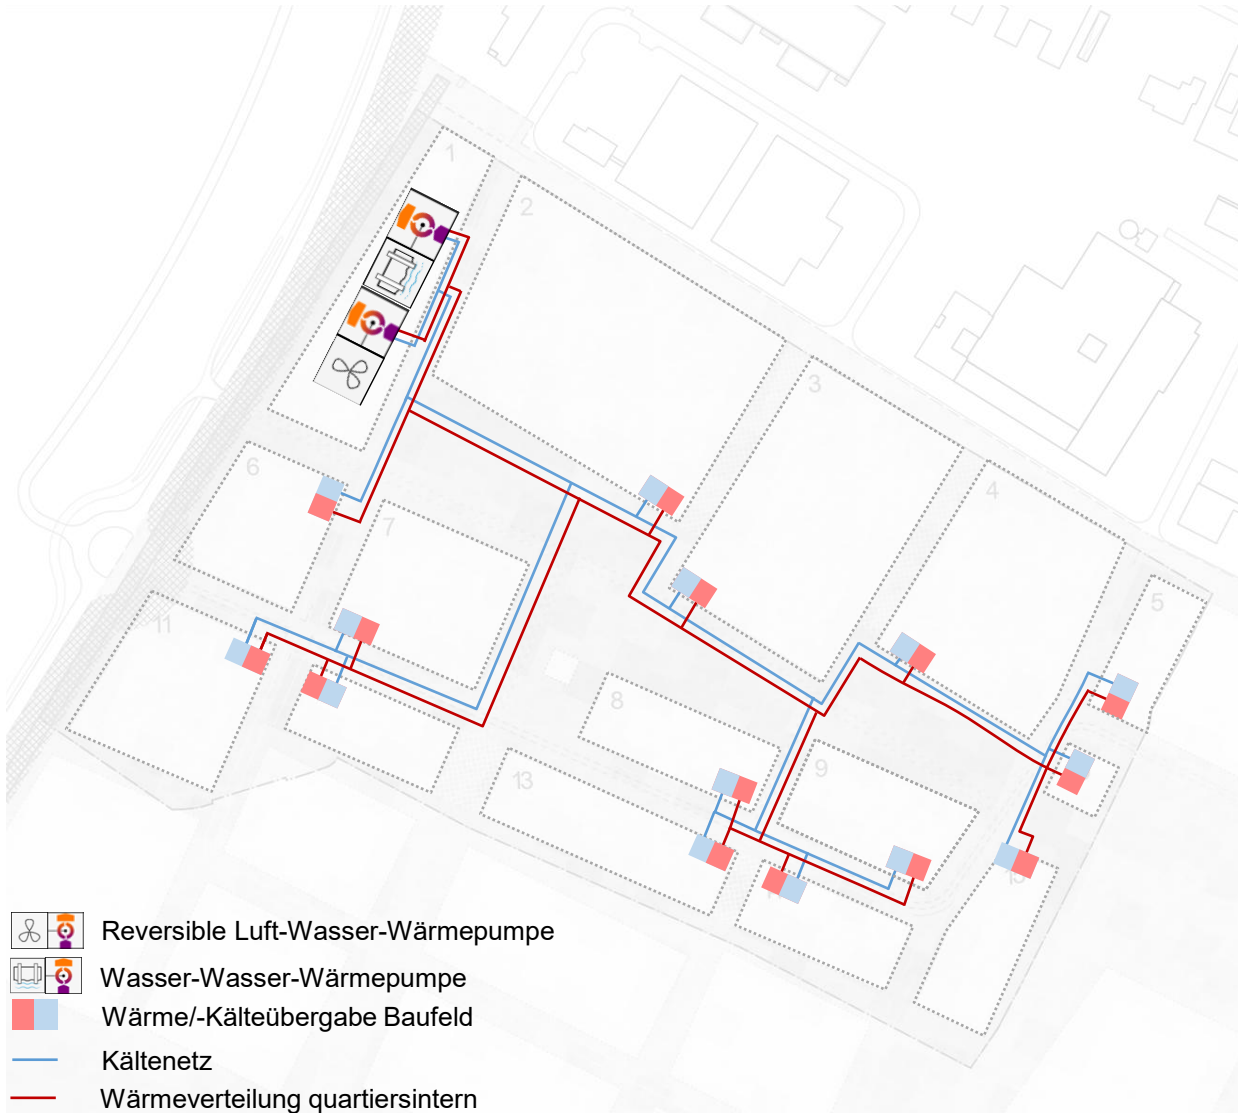 1
2
3
4
5
6
7
8
9
11
13
Reversible Luft-Wasser-Wärmepumpe
Wasser-Wasser-Wärmepumpe
Wärme/-Kälteübergabe Baufeld
Kältenetz
Wärmeverteilung quartiersintern